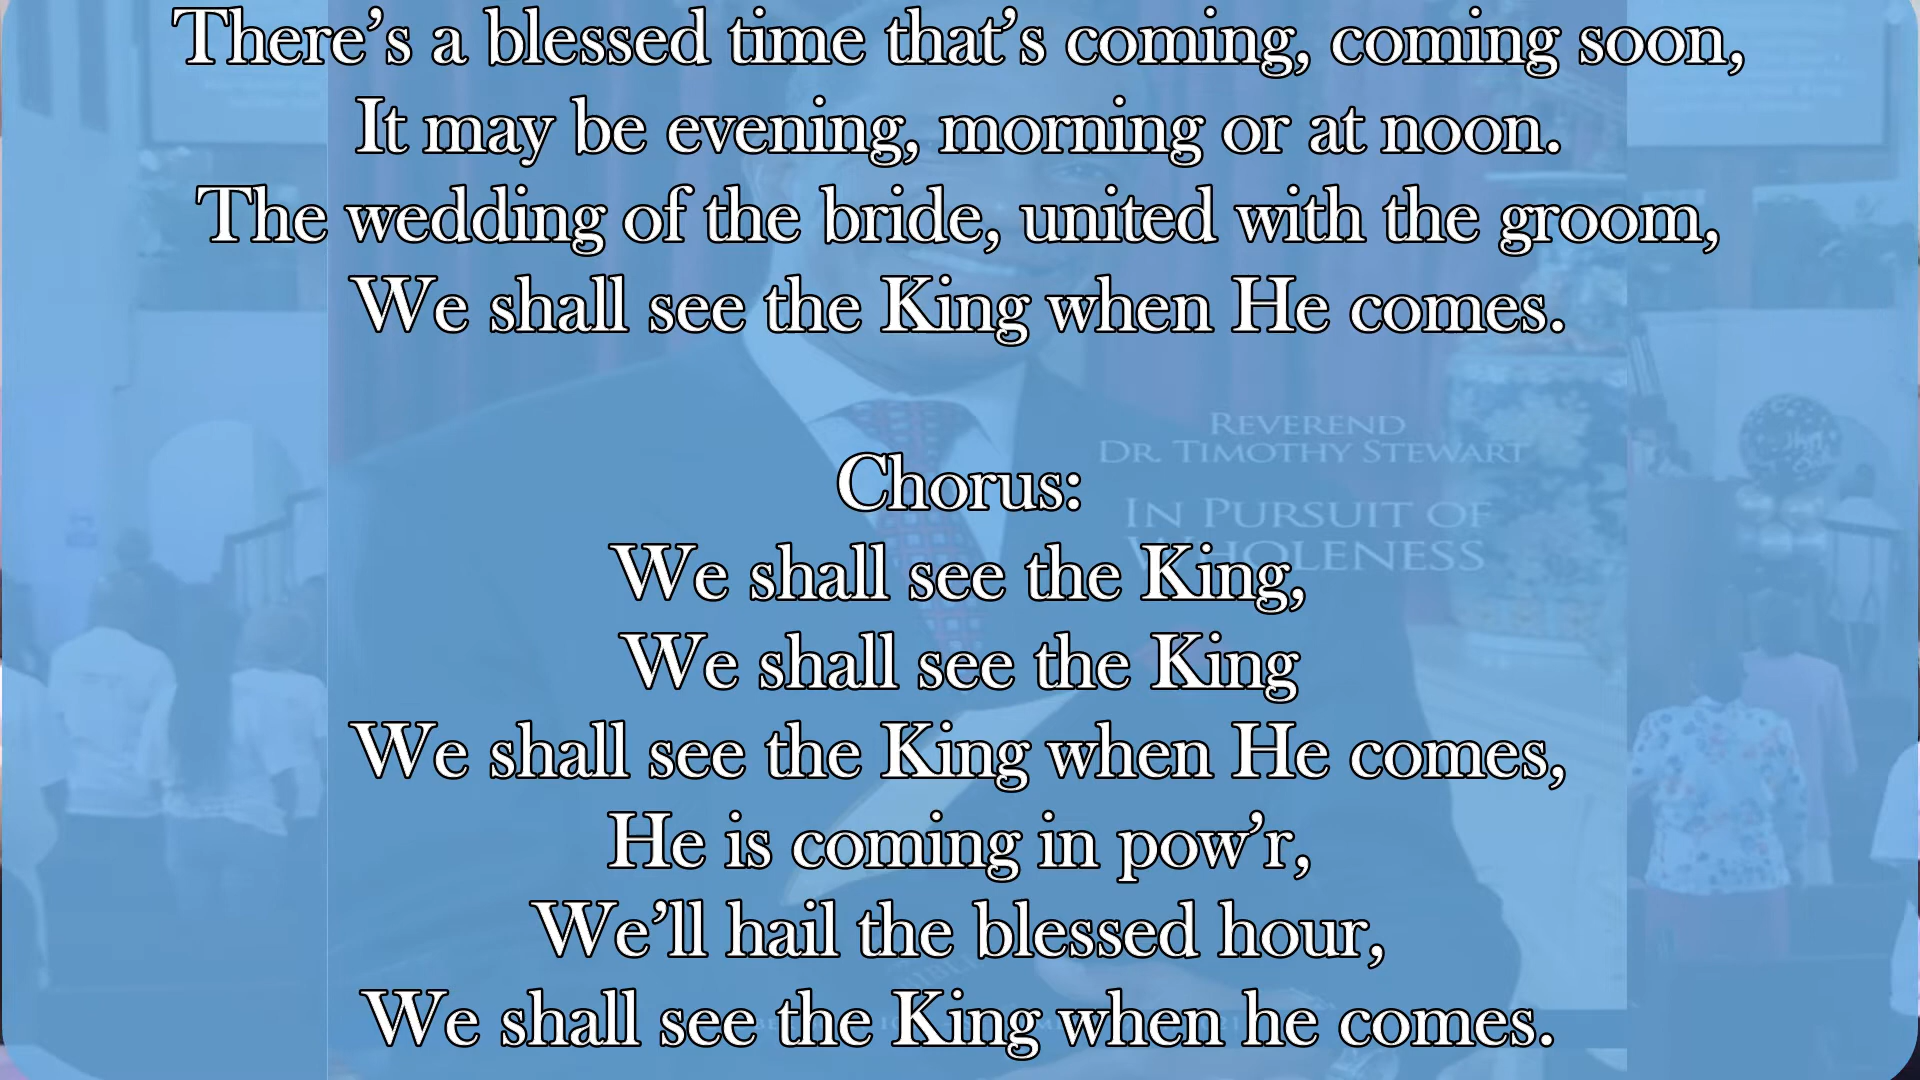 There's a blessed time that's coming, coming soon,
It may be evening, morning or at noon.
The wedding of the bride, united with the groom,
We shall see the King when He comes.
Reverend
Dr. Timothy Stewart
In Pursuit of
Wholeness
Chorus:
We shall see the King,
We shall see the King
We shall see the King when He comes,
He is coming in pow'r,
We'll hail the blessed hour,
We shall see the King when he comes.